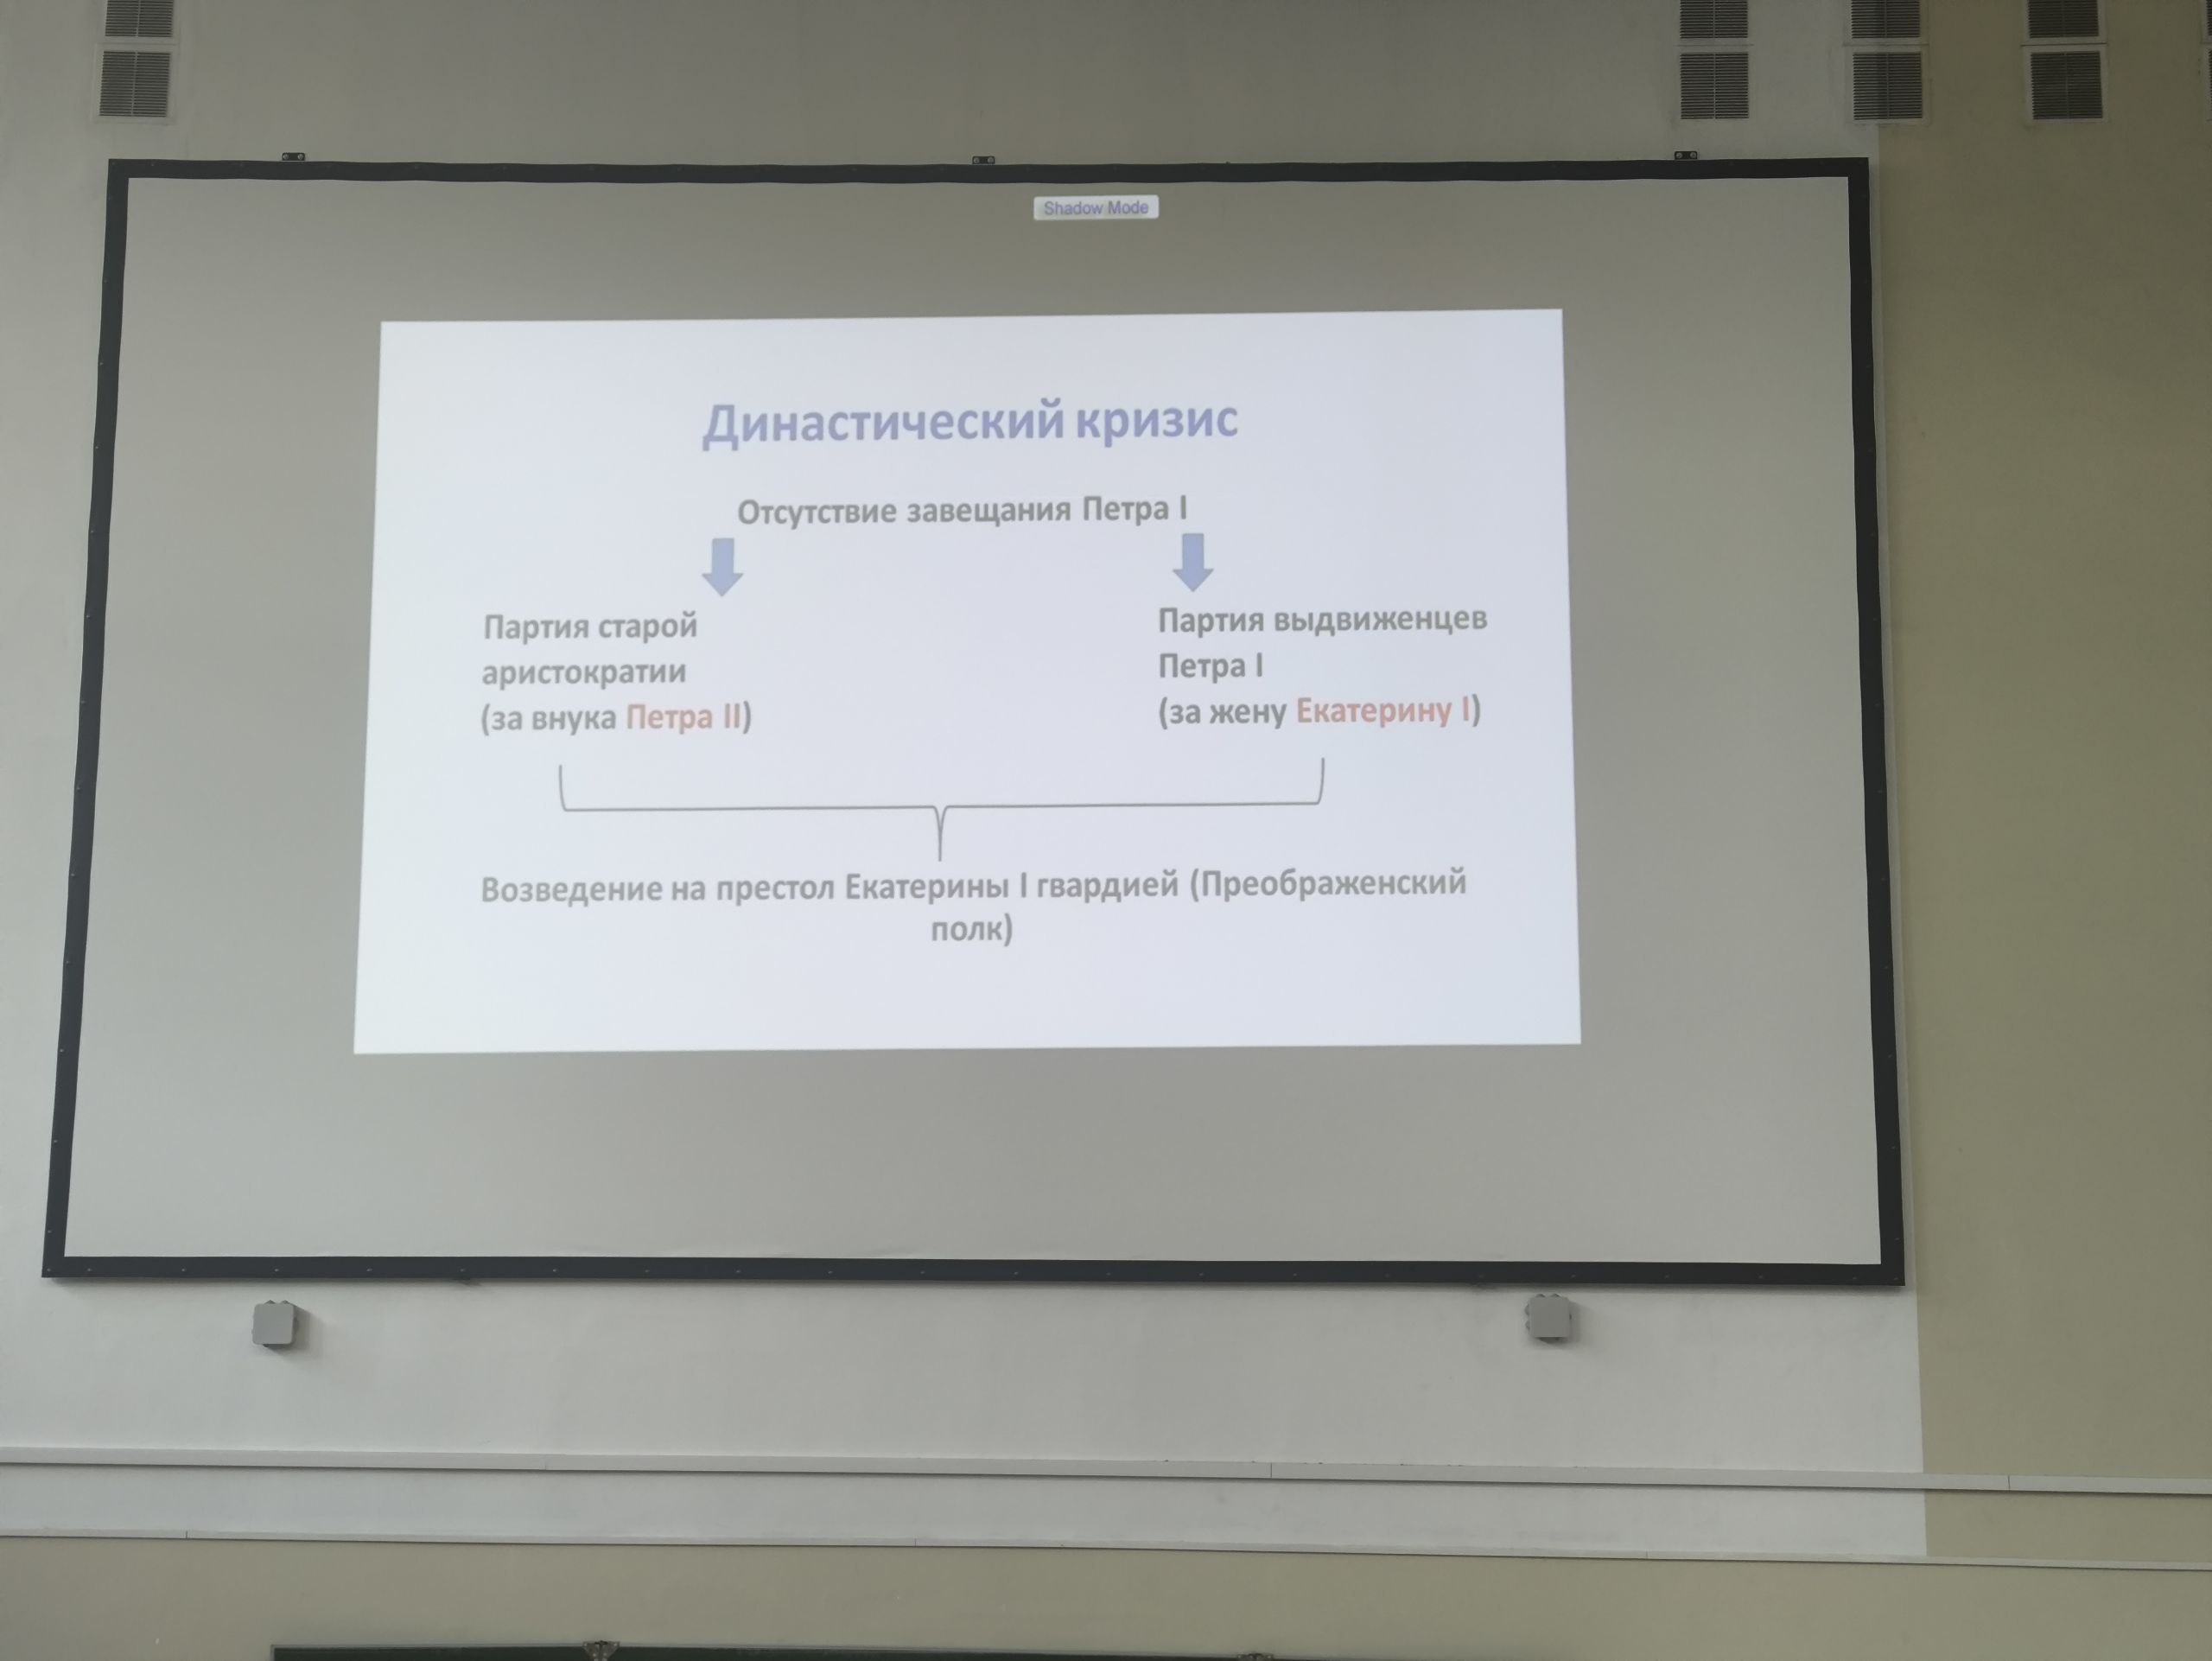 Shadow Mode
Династический кризис
Отсутствие завещания Петра I
Партия старой
аристократии
(за внука Петра II)
Партия выдвиженцев
Петра I
(за жену Екатерину I)
Возведение на престол Екатерины I гвардией (Преображенский
полк)